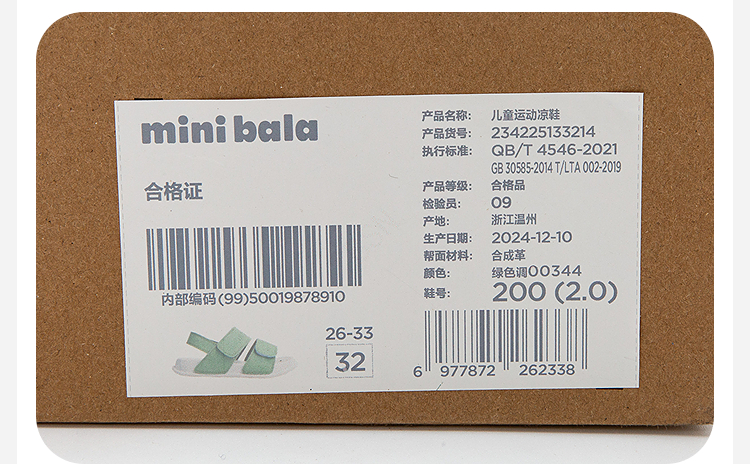 mini bala
合格证
内部编码(99)50019878910
26-33
32
产品名称: 儿童运动凉鞋
产品货号: 234225133214
执行标准: QB/T 4546-2021
GB 30585-2014 T/LTA 002-2019
产品等级: 合格品
检验员: 09
产地: 浙江温州
生产日期: 2024-12-10
帮面材料: 合成革
颜色: 绿色调00344
鞋号: 200 (2.0)
6 977872 262338